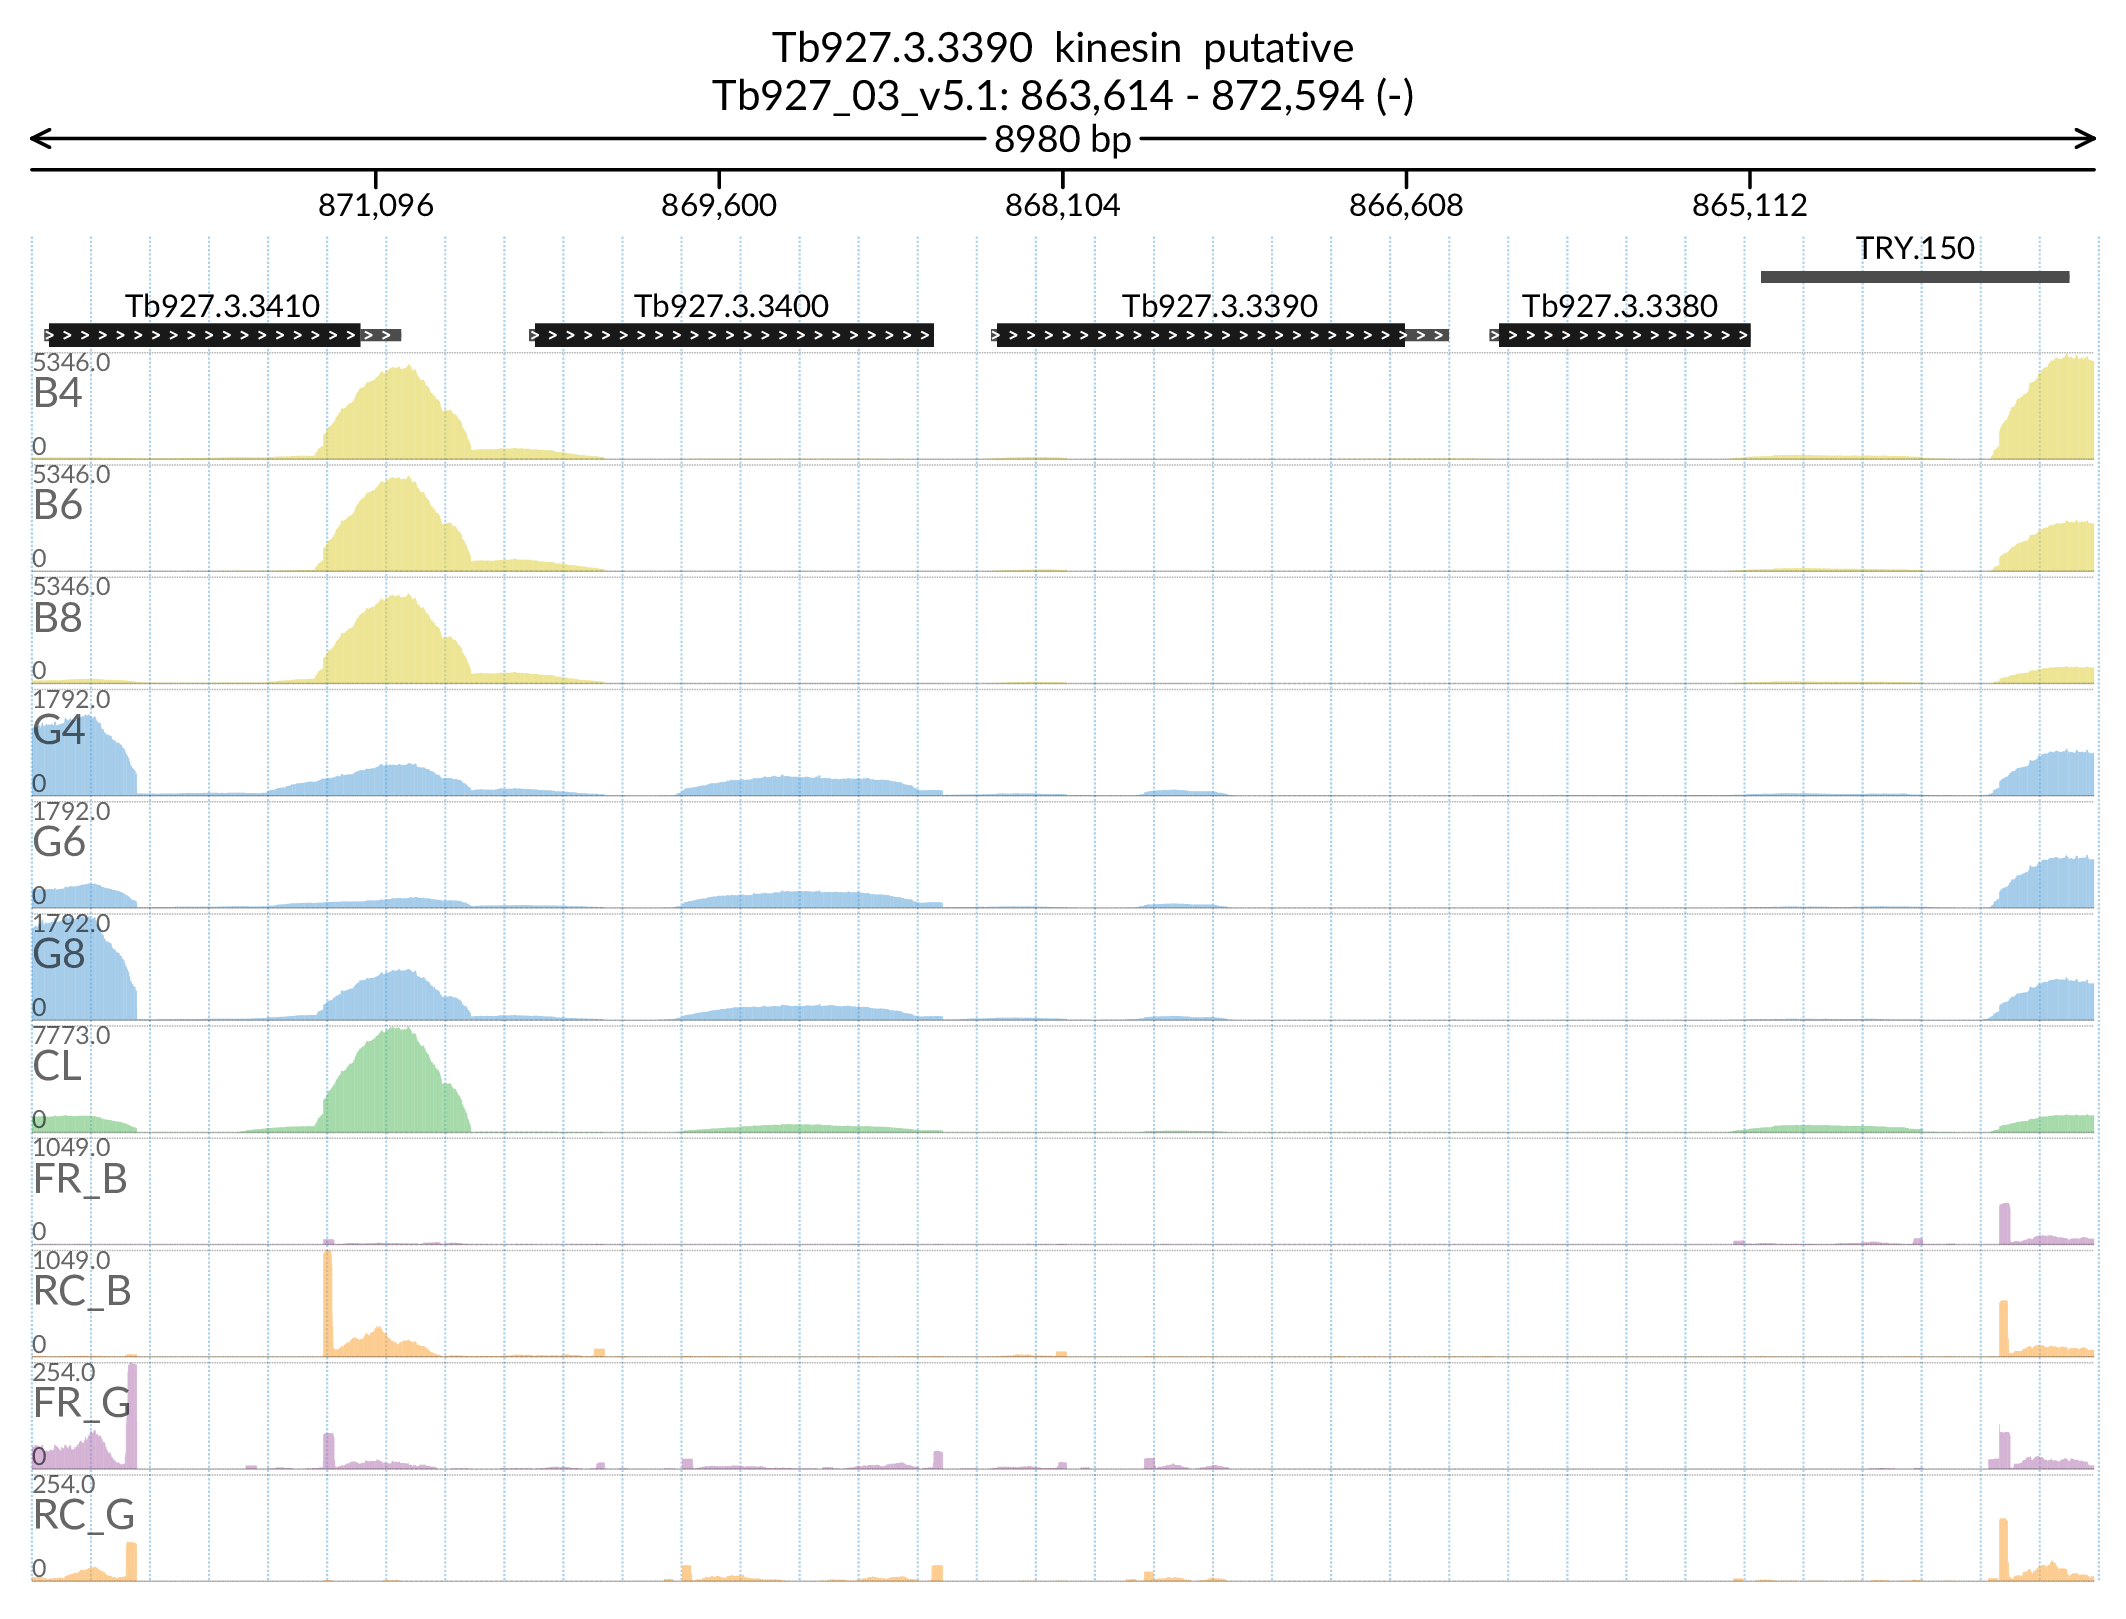 Tb927.3.3390 kinesin putative
Tb927_03_v5.1: 863,614 - 872,594 (-)
8980 bp
871,096 869,600 868,104 866,608 865,112
TRY.150
Tb927.3.3410 Tb927.3.3400 Tb927.3.3390 Tb927.3.3380
5346.0
B4
0
5346.0
B6
0
5346.0
B8
0
1792.0
G4
0
1792.0
G6
0
1792.0
G8
0
7773.0
CL
0
1049.0
FR_B
0
1049.0
RC_B
0
254.0
FR_G
0
254.0
RC_G
0